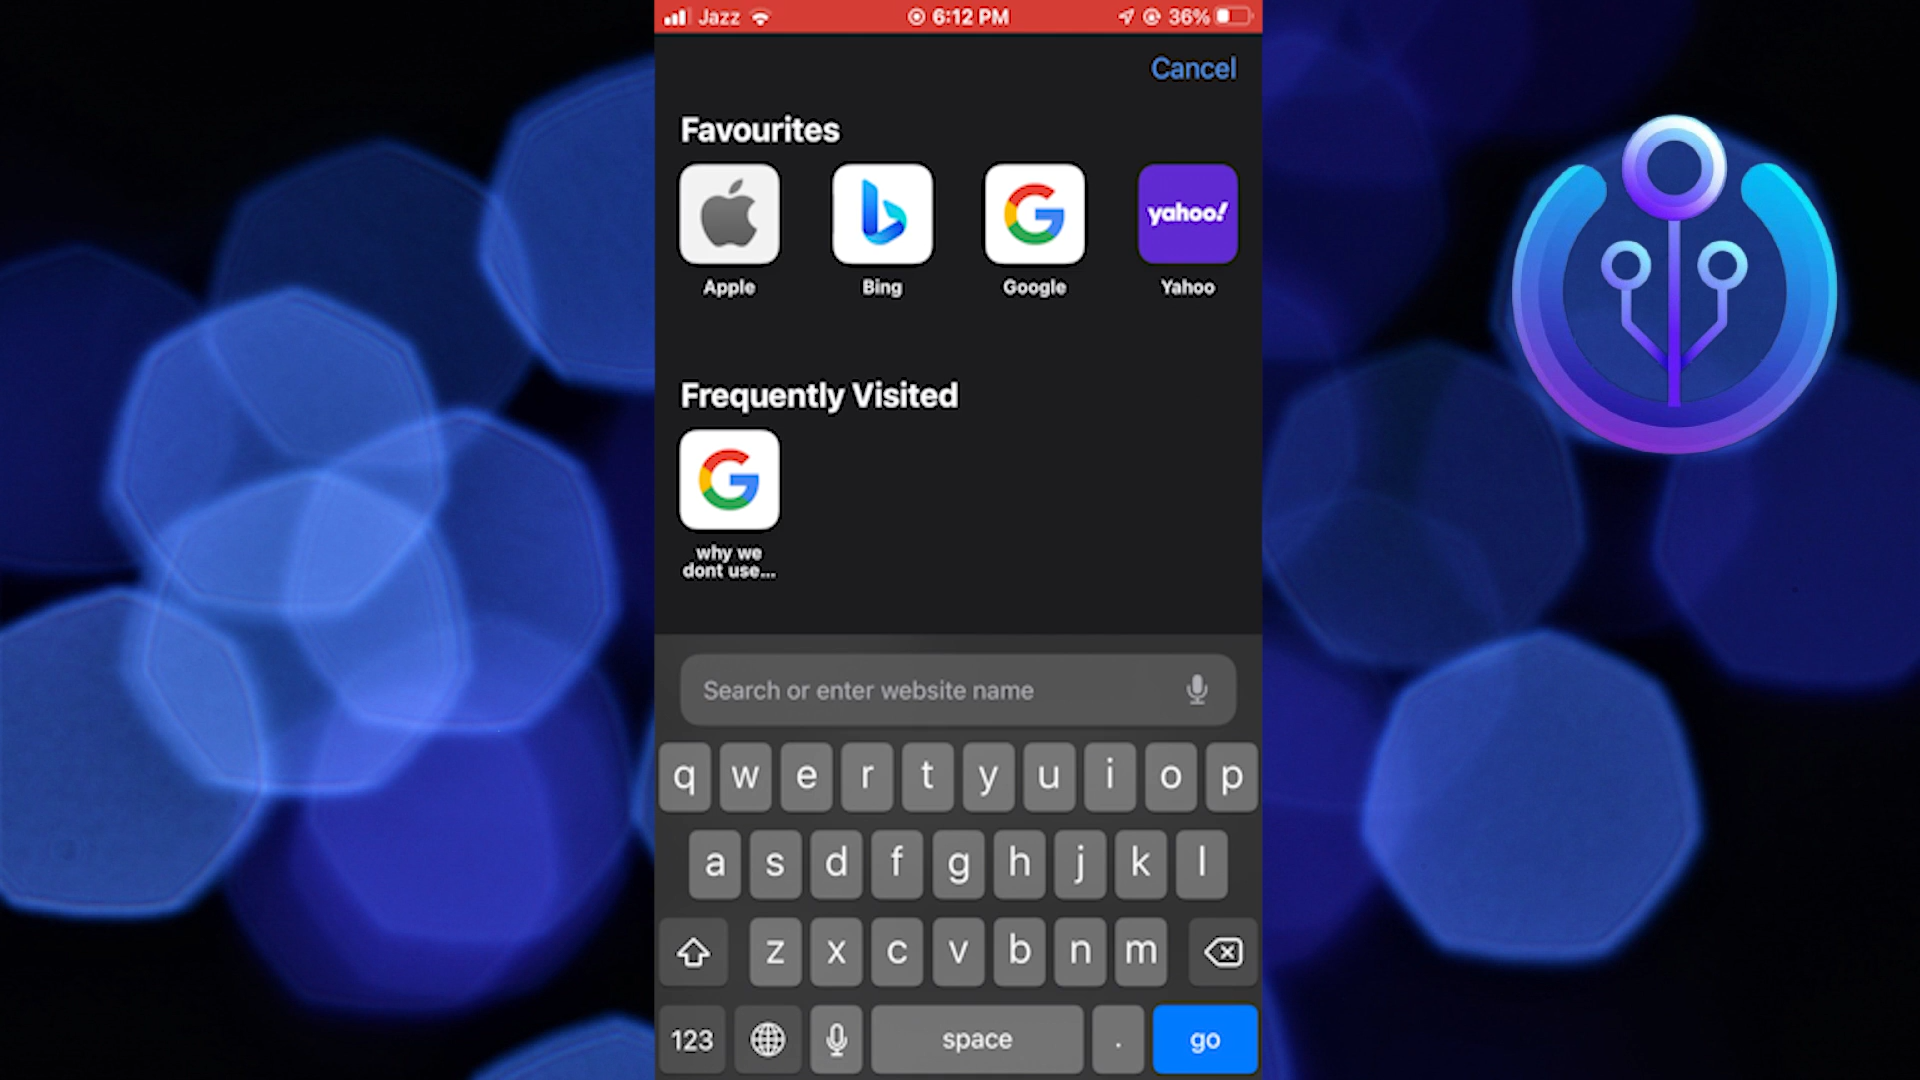 Jazz 6:12 PM 36%
Cancel
Favourites
yahoo!
Apple Bing Google Yahoo
Frequently Visited
why we
dont use...
Search or enter website name
q w e r t y u i o p
a s d f g h j k l
z x c v b n m
123 space . go